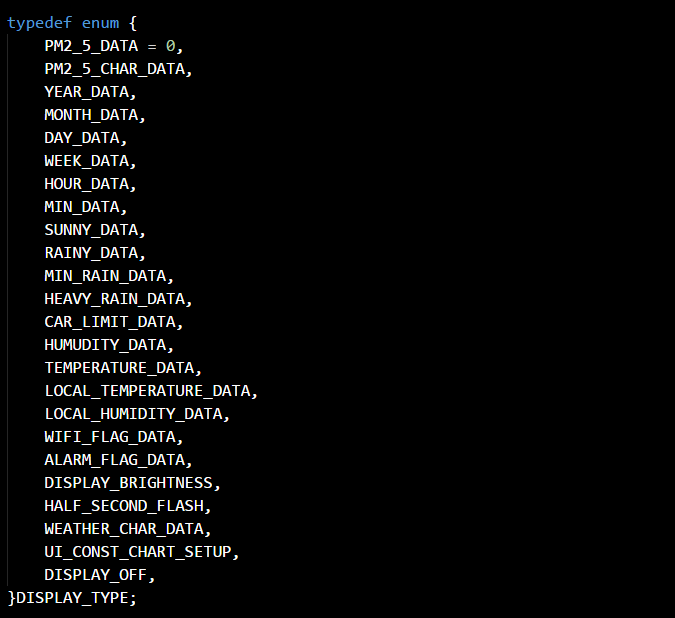 typedef enum {
PM2_5_DATA = 0,
PM2_5_CHAR_DATA,
YEAR_DATA,
MONTH_DATA,
DAY_DATA,
WEEK_DATA,
HOUR_DATA,
MIN_DATA,
SUNNY_DATA,
RAINY_DATA,
MIN_RAIN_DATA,
HEAVY_RAIN_DATA,
CAR_LIMIT_DATA,
HUMUDITY_DATA,
TEMPERATURE_DATA,
LOCAL_TEMPERATURE_DATA,
LOCAL_HUMIDITY_DATA,
WIFI_FLAG_DATA,
ALARM_FLAG_DATA,
DISPLAY_BRIGHTNESS,
HALF_SECOND_FLASH,
WEATHER_CHAR_DATA,
UI_CONST_CHART_SETUP,
DISPLAY_OFF,
}DISPLAY_TYPE;